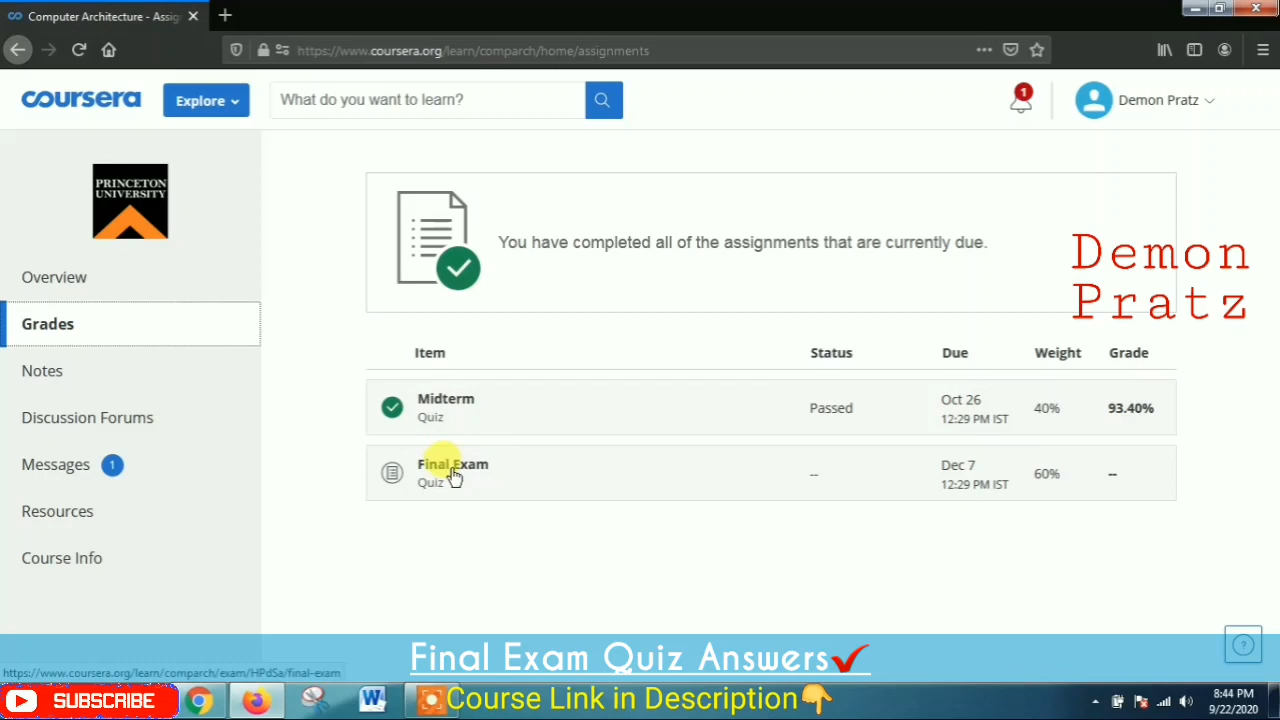 Computer Architecture - Assig
https://www.coursera.org/learn/comparch/home/assignments
coursera
Explore
What do you want to learn?
1
Demon Pratz
PRINCETON
UNIVERSITY
Overview
Grades
Notes
Discussion Forums
Messages 1
Resources
Course Info
You have completed all of the assignments that are currently due.
Demon
Pratz
Item Status Due Weight Grade
Midterm
Quiz
Passed
Oct 26
12:29 PM IST
40%
93.40%
Final Exam
Quiz
--
Dec 7
12:29 PM IST
60%
--
?
Final Exam Quiz Answers
https://www.coursera.org/learn/comparch/exam/HPdSa/final-exam
SUBSCRIBE
W
Course Link in Description
8:44 PM
9/22/2020